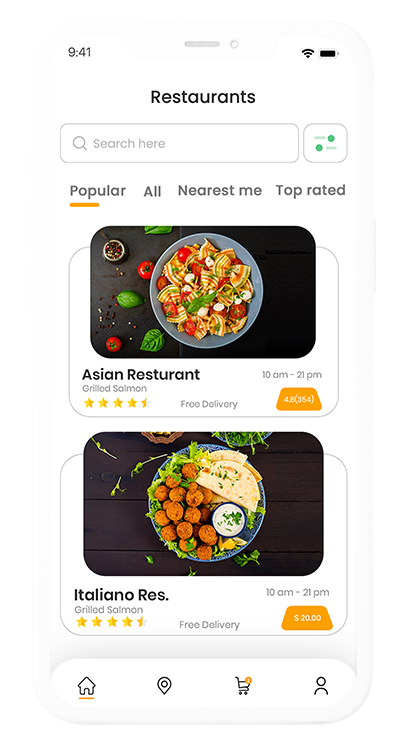 9:41
Restaurants
Search here
Popular All Nearest me Top rated
Asian Resturant 10 am - 21 pm
Grilled Salmon
Free Delivery 4.8(354)
Italiano Res. 10 am - 21 pm
Grilled Salmon
Free Delivery $ 20.00